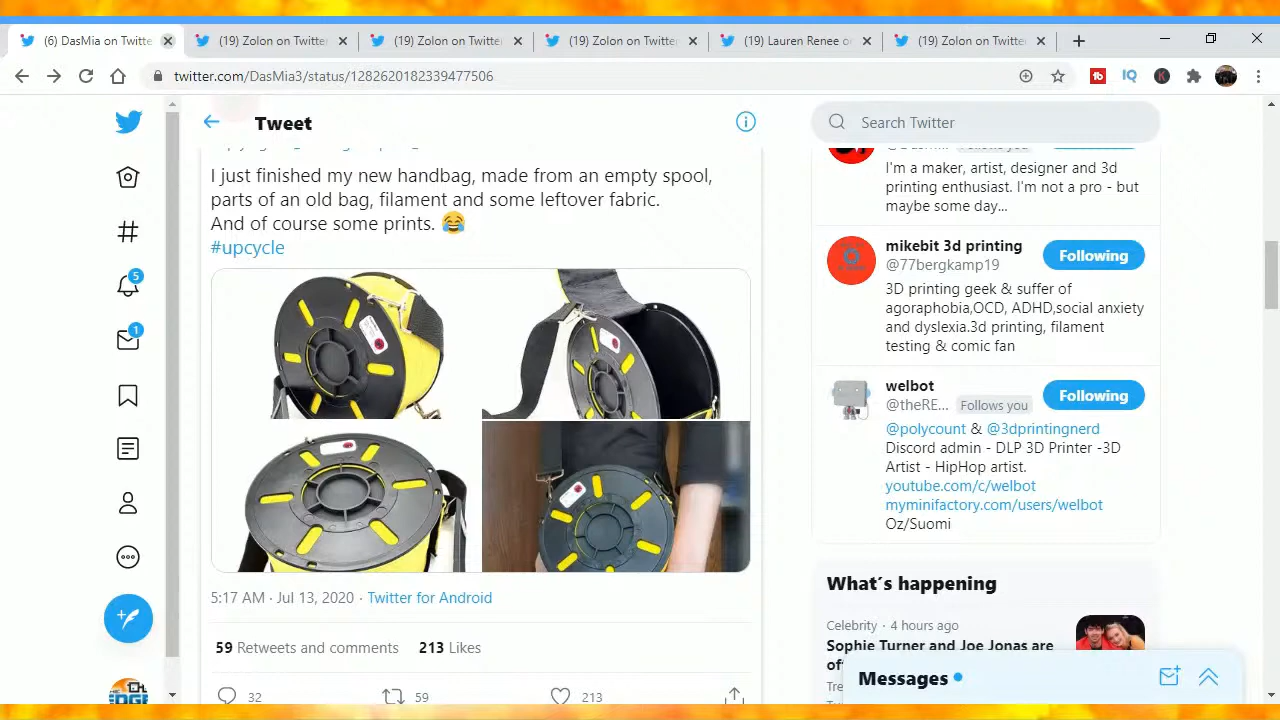 (6) DasMia on Twitte
(19) Zolon on Twitte
(19) Zolon on Twitte
(19) Zolon on Twitte
(19) Lauren Renee o
(19) Zolon on Twitte
twitter.com/DasMia3/status/1282620182339477506
IQ
K
Tweet
Search Twitter
Follows you
I'm a maker, artist, designer and 3d
printing enthusiast. I'm not a pro - but
maybe some day...
I just finished my new handbag, made from an empty spool,
parts of an old bag, filament and some leftover fabric.
And of course some prints. 😂
#upcycle
mikebit 3d printing
@77bergkamp19
Following
3D printing geek & suffer of
agoraphobia,OCD, ADHD,social anxiety
and dyslexia.3d printing, filament
testing & comic fan
5
1
welbot
@theRE... Follows you
Following
@polycount & @3dprintingnerd
Discord admin - DLP 3D Printer -3D
Artist - HipHop artist.
youtube.com/c/welbot
myminifactory.com/users/welbot
Oz/Suomi
5:17 AM · Jul 13, 2020 · Twitter for Android
59 Retweets and comments 213 Likes
32 59 213
What's happening
Celebrity · 4 hours ago
Sophie Turner and Joe Jonas are
Messages